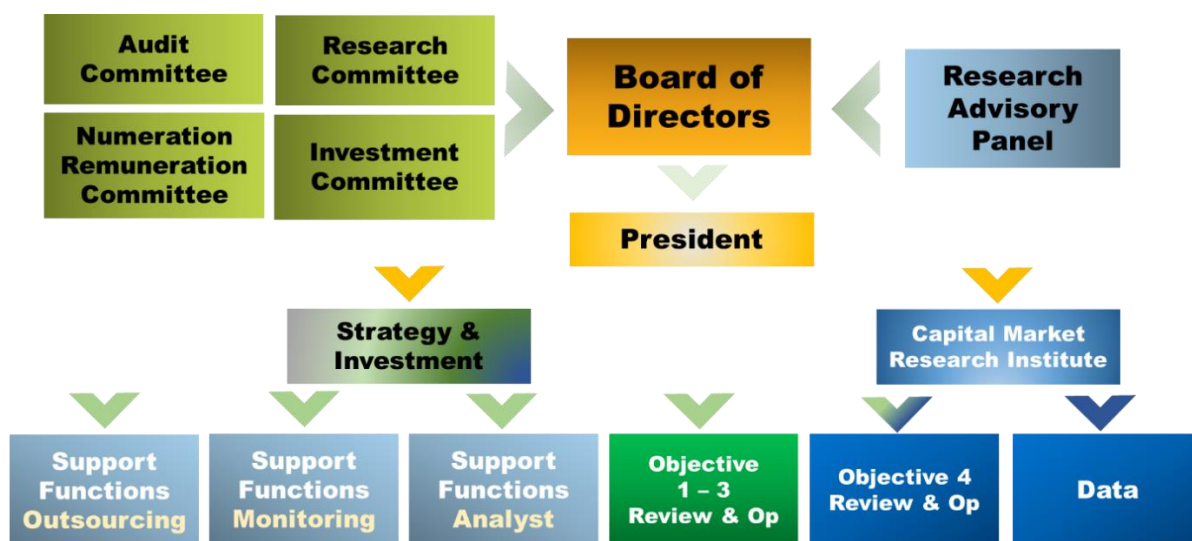 Audit
Committee
Research
Committee
Numeration
Remuneration
Committee
Investment
Committee
Board of
Directors
Research
Advisory
Panel
President
Strategy &
Investment
Capital Market
Research Institute
Support
Functions
Outsourcing
Support
Functions
Monitoring
Support
Functions
Analyst
Objective
1 – 3
Review & Op
Objective 4
Review & Op
Data